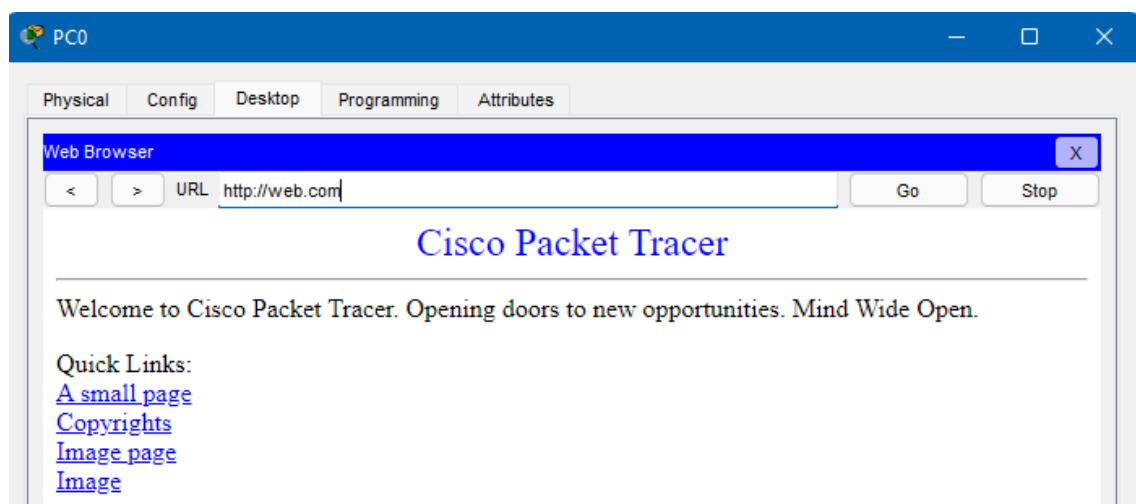 PC0
Physical Config Desktop Programming Attributes
Web Browser X
< > URL http://web.com Go Stop
Cisco Packet Tracer
Welcome to Cisco Packet Tracer. Opening doors to new opportunities. Mind Wide Open.
Quick Links:
A small page
Copyrights
Image page
Image